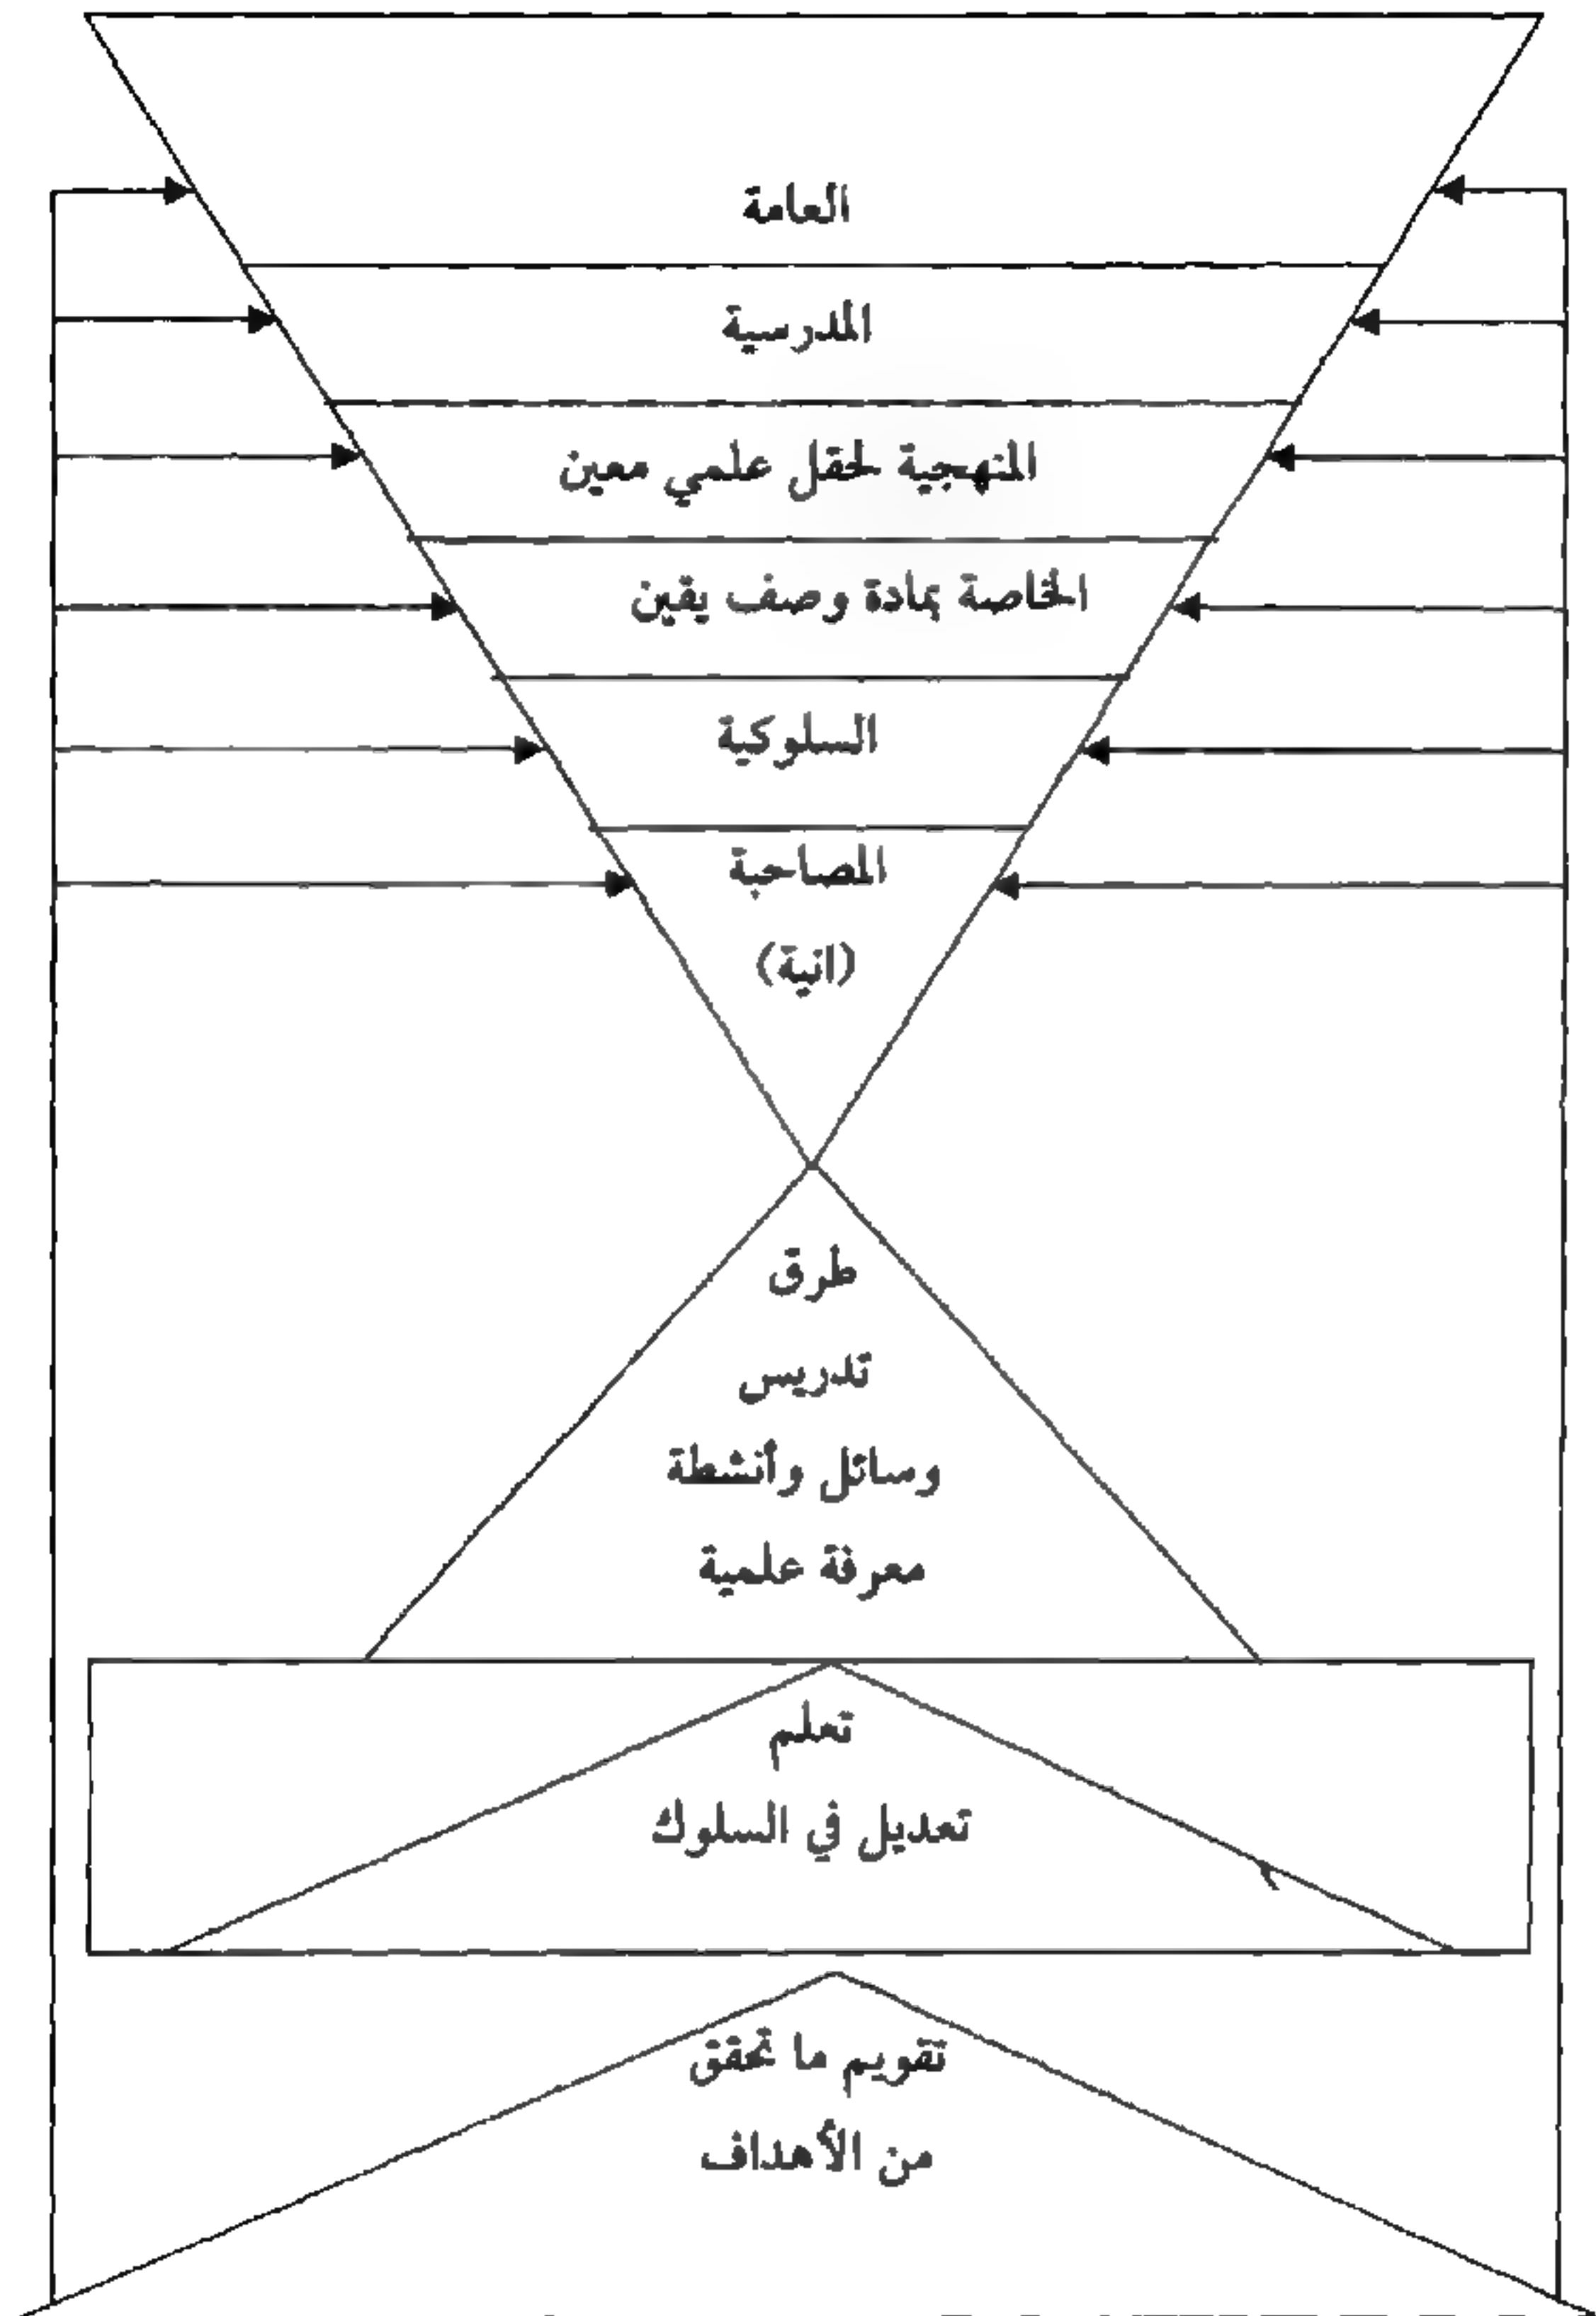 العامة
المدرسية
المنهجية لحقل علمي معين
الخاصة بمادة وصف يقين
السلوكية
المصاحبة
(انية)
طرق
تدريس
وسائل وأنشطة
معرفة علمية
تعلم
تعديل في السلوك
تقويم ما تحقق
من الأهداف